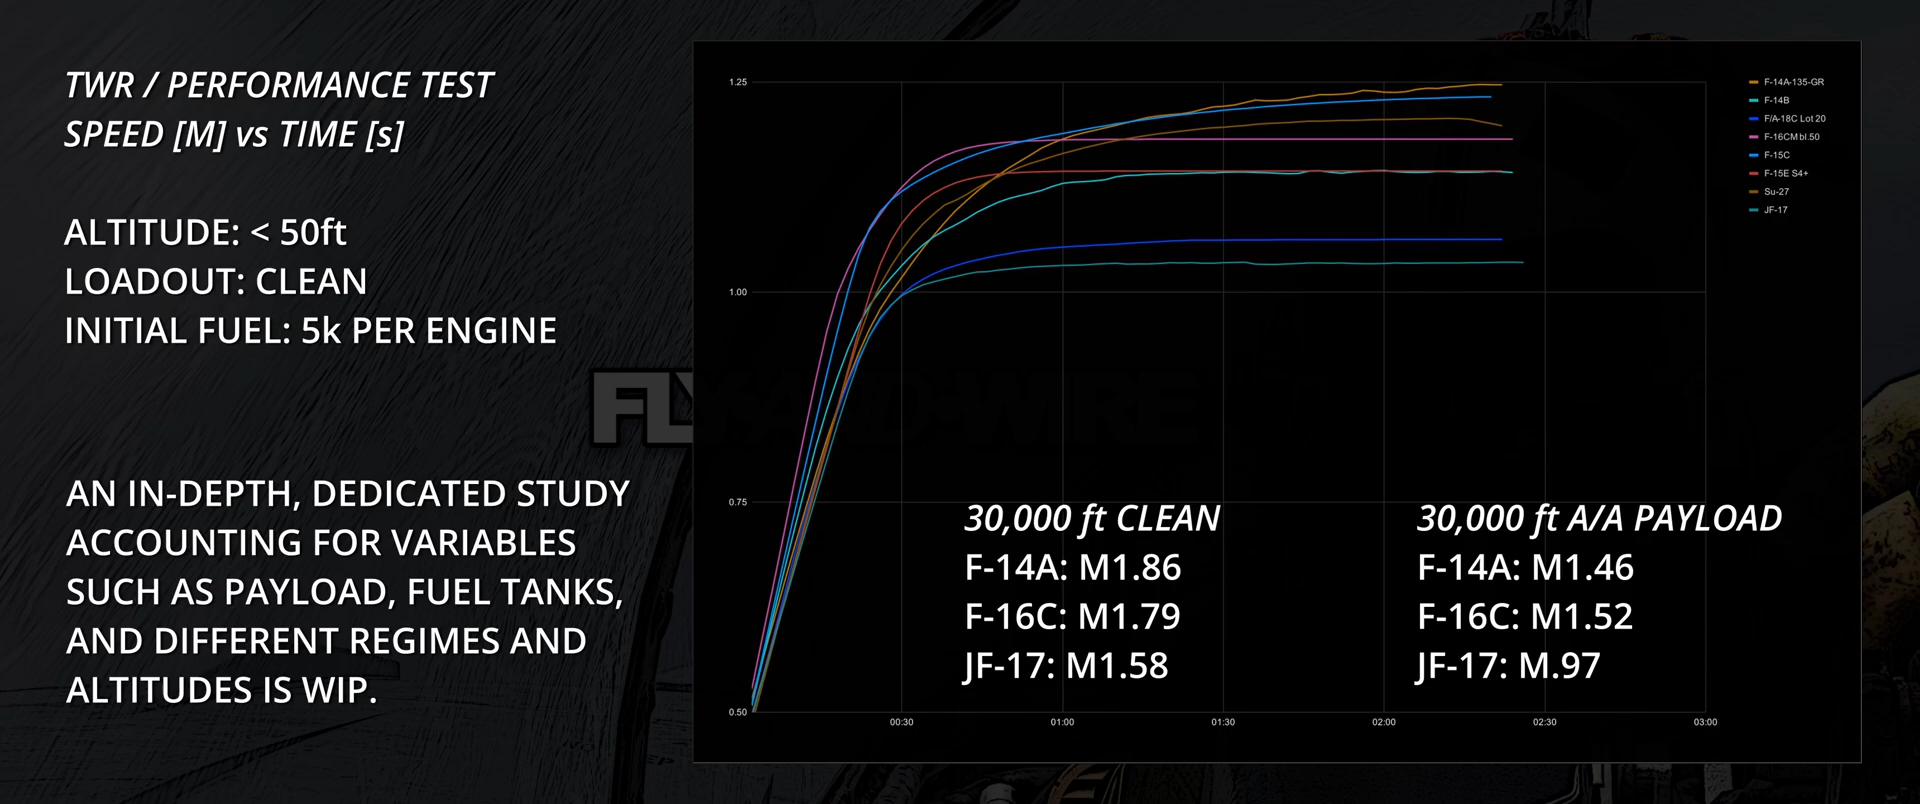 TWR / PERFORMANCE TEST
SPEED [M] vs TIME [s]
ALTITUDE: < 50ft
LOADOUT: CLEAN
INITIAL FUEL: 5k PER ENGINE
AN IN-DEPTH, DEDICATED STUDY
ACCOUNTING FOR VARIABLES
SUCH AS PAYLOAD, FUEL TANKS,
AND DIFFERENT REGIMES AND
ALTITUDES IS WIP.
FLY-AND-WIRE
1.25
1.00
0.75
0.50
00:30
01:00
01:30
02:00
02:30
03:00
F-14A-135-GR
F-14B
F/A-18C Lot 20
F-16CM bl.50
F-15C
F-15E S4+
Su-27
JF-17
30,000 ft CLEAN
F-14A: M1.86
F-16C: M1.79
JF-17: M1.58
30,000 ft A/A PAYLOAD
F-14A: M1.46
F-16C: M1.52
JF-17: M.97